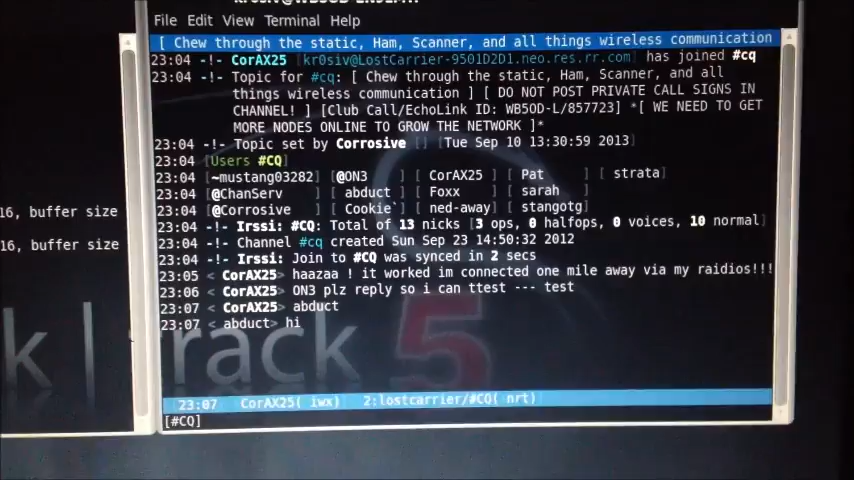 File Edit View Terminal Help
[ Chew through the static, Ham, Scanner, and all things wireless communication
23:04 -!- CorAX25 [kr0siv@LostCarrier-9501D2D1.neo.res.rr.com] has joined #cq
23:04 -!- Topic for #cq: [ Chew through the static, Ham, Scanner, and all
things wireless communication ] [ DO NOT POST PRIVATE CALL SIGNS IN
CHANNEL! ] [Club Call/EchoLink ID: WB5OD-L/857723] *[ WE NEED TO GET
MORE NODES ONLINE TO GROW THE NETWORK ]*
23:04 -!- Topic set by Corrosive [] [Tue Sep 10 13:30:59 2013]
23:04 [Users #CQ]
23:04 [~mustang03282] [@ON3 ] [ CorAX25 ] [ Pat ] [ strata]
23:04 [@ChanServ ] [ abduct ] [ Foxx ] [ sarah ]
23:04 [@Corrosive ] [ Cookie` ] [ ned-away] [ stangotg]
23:04 -!- Irssi: #CQ: Total of 13 nicks [3 ops, 0 halfops, 0 voices, 10 normal]
23:04 -!- Channel #cq created Sun Sep 23 14:50:32 2012
23:04 -!- Irssi: Join to #CQ was synced in 2 secs
23:05 < CorAX25> haazaa ! it worked im connected one mile away via my raidios!!!
23:06 < CorAX25> ON3 plz reply so i can ttest --- test
23:07 < CorAX25> abduct
23:07 < abduct> hi
16, buffer size
16, buffer size
k | rack 5
23:07 CorAX25( iwx) 2:lostcarrier/#CQ( nrt)
[#CQ]